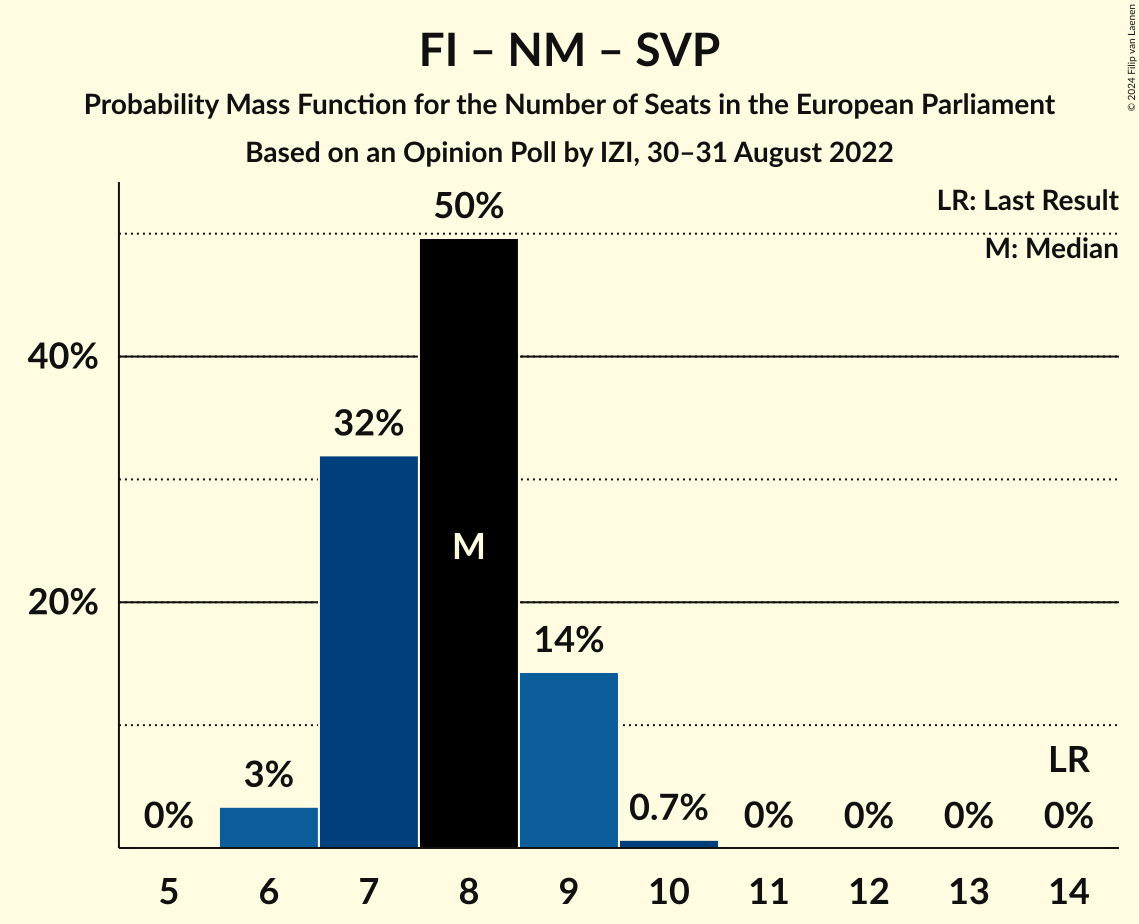 FI – NM – SVP
Probability Mass Function for the Number of Seats in the European Parliament
Based on an Opinion Poll by IZI, 30–31 August 2022
© 2024 Filip van Laenen
LR: Last Result
M: Median
50%
40%
32%
M
20%
14%
LR
3%
0.7%
0%
0%
0%
0%
0%
5 6 7 8 9 10 11 12 13 14